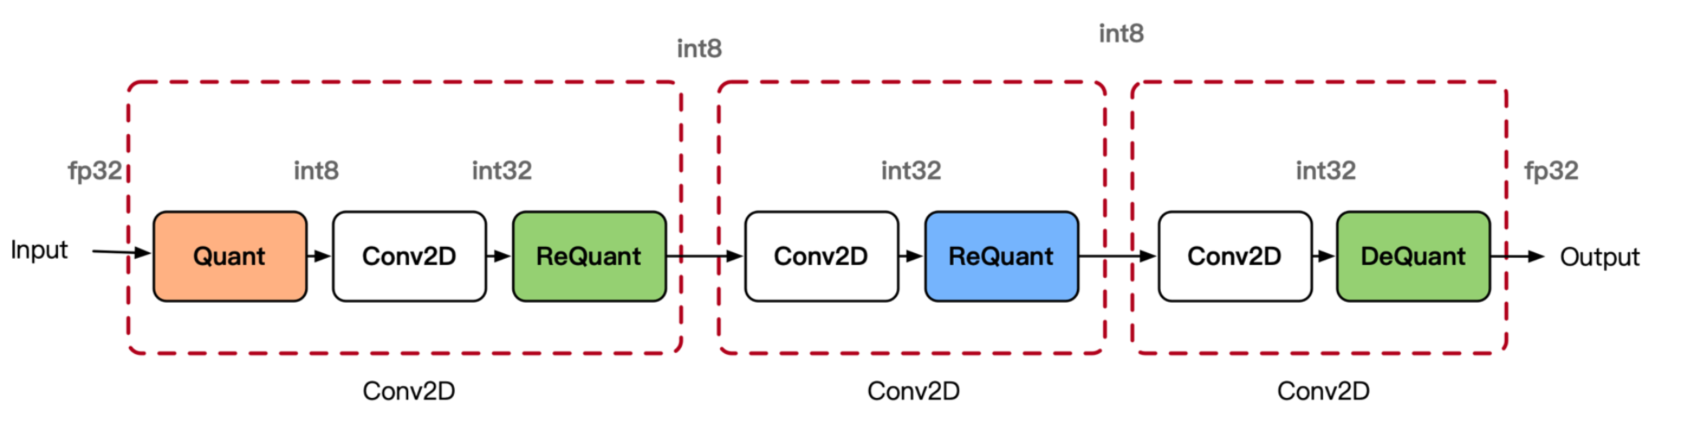 int8
int8
fp32
int8
int32
int32
int32
fp32
Input
Quant
Conv2D
ReQuant
Conv2D
ReQuant
Conv2D
DeQuant
Output
Conv2D
Conv2D
Conv2D